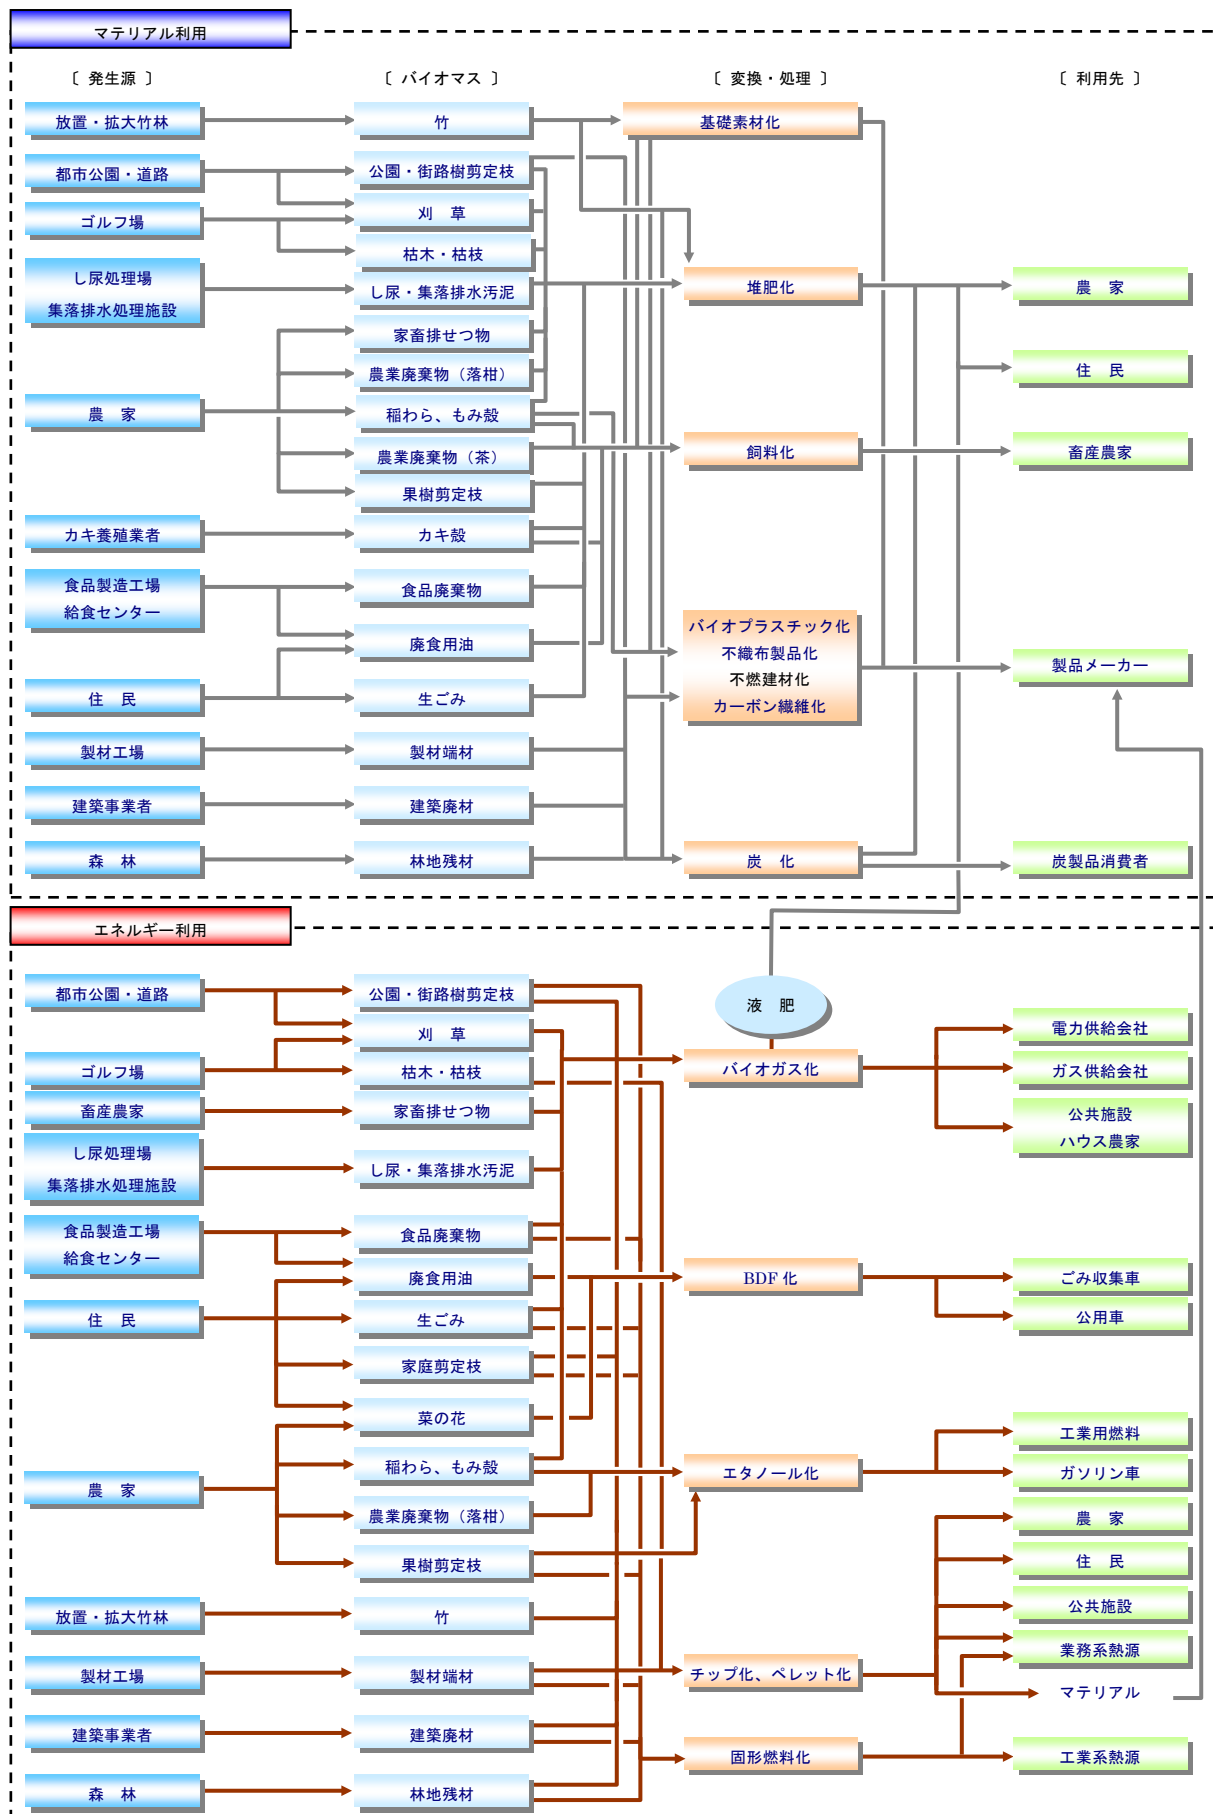 マテリアル利用
〔 発生源 〕
〔 バイオマス 〕
〔 変換・処理 〕
〔 利用先 〕
放置・拡大竹林
都市公園・道路
ゴルフ場
し尿処理場
集落排水処理施設
農　家
カキ養殖業者
食品製造工場
給食センター
住　民
製材工場
建築事業者
森　林
竹
公園・街路樹剪定枝
刈　草
枯木・枯枝
し尿・集落排水汚泥
家畜排せつ物
農業廃棄物（落柑）
稲わら、もみ殻
農業廃棄物（茶）
果樹剪定枝
カキ殻
食品廃棄物
廃食用油
生ごみ
製材端材
建築廃材
林地残材
基礎素材化
堆肥化
飼料化
バイオプラスチック化
不織布製品化
不燃建材化
カーボン繊維化
炭　化
農　家
住　民
畜産農家
製品メーカー
炭製品消費者
エネルギー利用
都市公園・道路
ゴルフ場
畜産農家
し尿処理場
集落排水処理施設
食品製造工場
給食センター
住　民
農　家
放置・拡大竹林
製材工場
建築事業者
森　林
公園・街路樹剪定枝
刈　草
枯木・枯枝
家畜排せつ物
し尿・集落排水汚泥
食品廃棄物
廃食用油
生ごみ
家庭剪定枝
菜の花
稲わら、もみ殻
農業廃棄物（落柑）
果樹剪定枝
竹
製材端材
建築廃材
林地残材
液　肥
バイオガス化
BDF 化
エタノール化
チップ化、ペレット化
固形燃料化
電力供給会社
ガス供給会社
公共施設
ハウス農家
ごみ収集車
公用車
工業用燃料
ガソリン車
農　家
住　民
公共施設
業務系熱源
マテリアル
工業系熱源